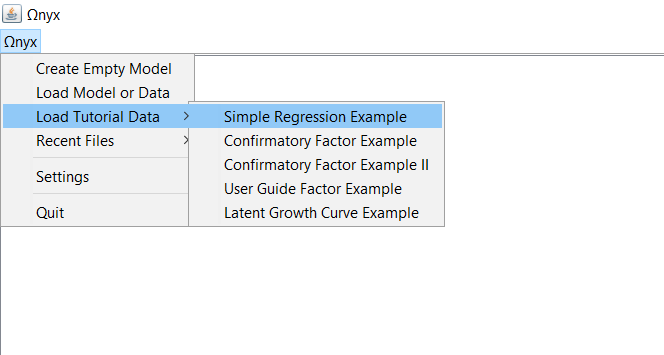 Ωnyx
Ωnyx
Create Empty Model
Load Model or Data
Load Tutorial Data
Simple Regression Example
Recent Files
Confirmatory Factor Example
Confirmatory Factor Example II
Settings
User Guide Factor Example
Quit
Latent Growth Curve Example